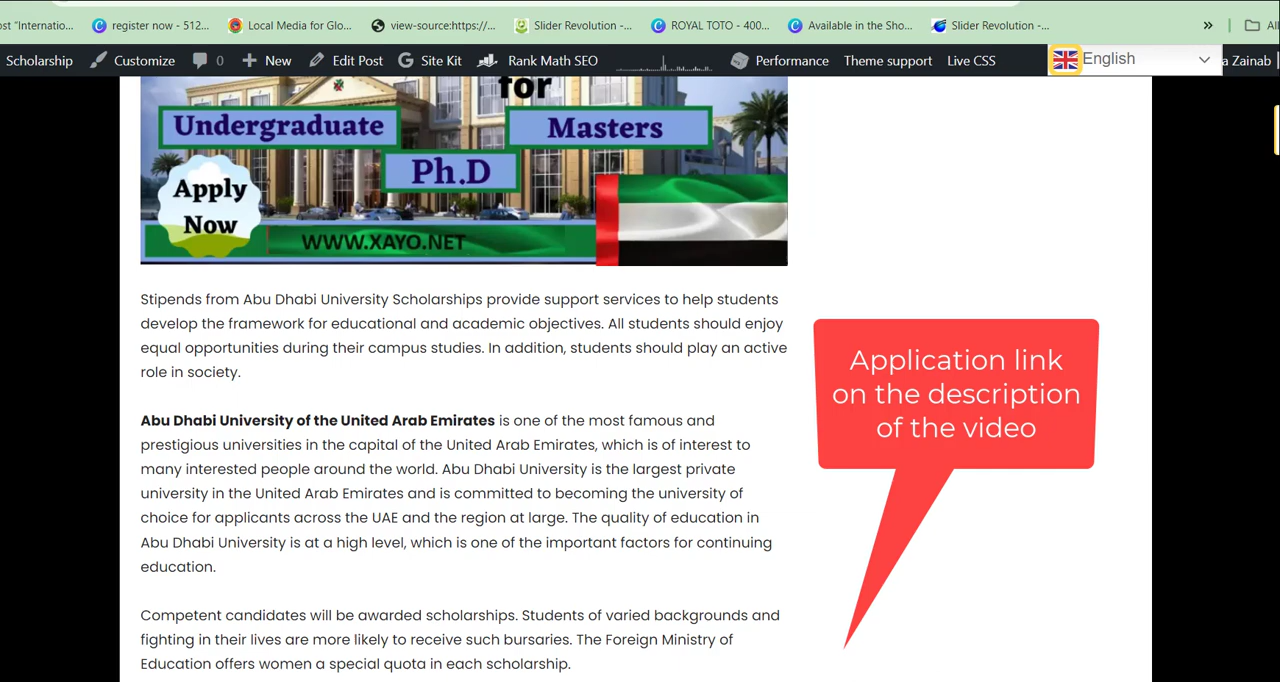 ost "Internatio...
register now - 512...
Local Media for Glo...
view-source:https://...
Slider Revolution -...
ROYAL TOTO - 400...
Available in the Sho...
Slider Revolution -...
»
All
Scholarship
Customize
0
New
Edit
Site Kit
Rank Math SEO
Performance
Theme support
Live CSS
English
a Zainab
for
Undergraduate
Masters
Ph.D
Apply
Now
WWW.XAYO.NET
Stipends from Abu Dhabi University Scholarships provide support services to help students
develop the framework for educational and academic objectives. All students should enjoy
equal opportunities during their campus studies. In addition, students should play an active
role in society.
Abu Dhabi University of the United Arab Emirates is one of the most famous and
prestigious universities in the capital of the United Arab Emirates, which is of interest to
many interested people around the world. Abu Dhabi University is the largest private
university in the United Arab Emirates and is committed to becoming the university of
choice for applicants across the UAE and the region at large. The quality of education in
Abu Dhabi University is at a high level, which is one of the important factors for continuing
education.
Competent candidates will be awarded scholarships. Students of varied backgrounds and
fighting in their lives are more likely to receive such bursaries. The Foreign Ministry of
Education offers women a special quota in each scholarship.
Application link
on the description
of the video